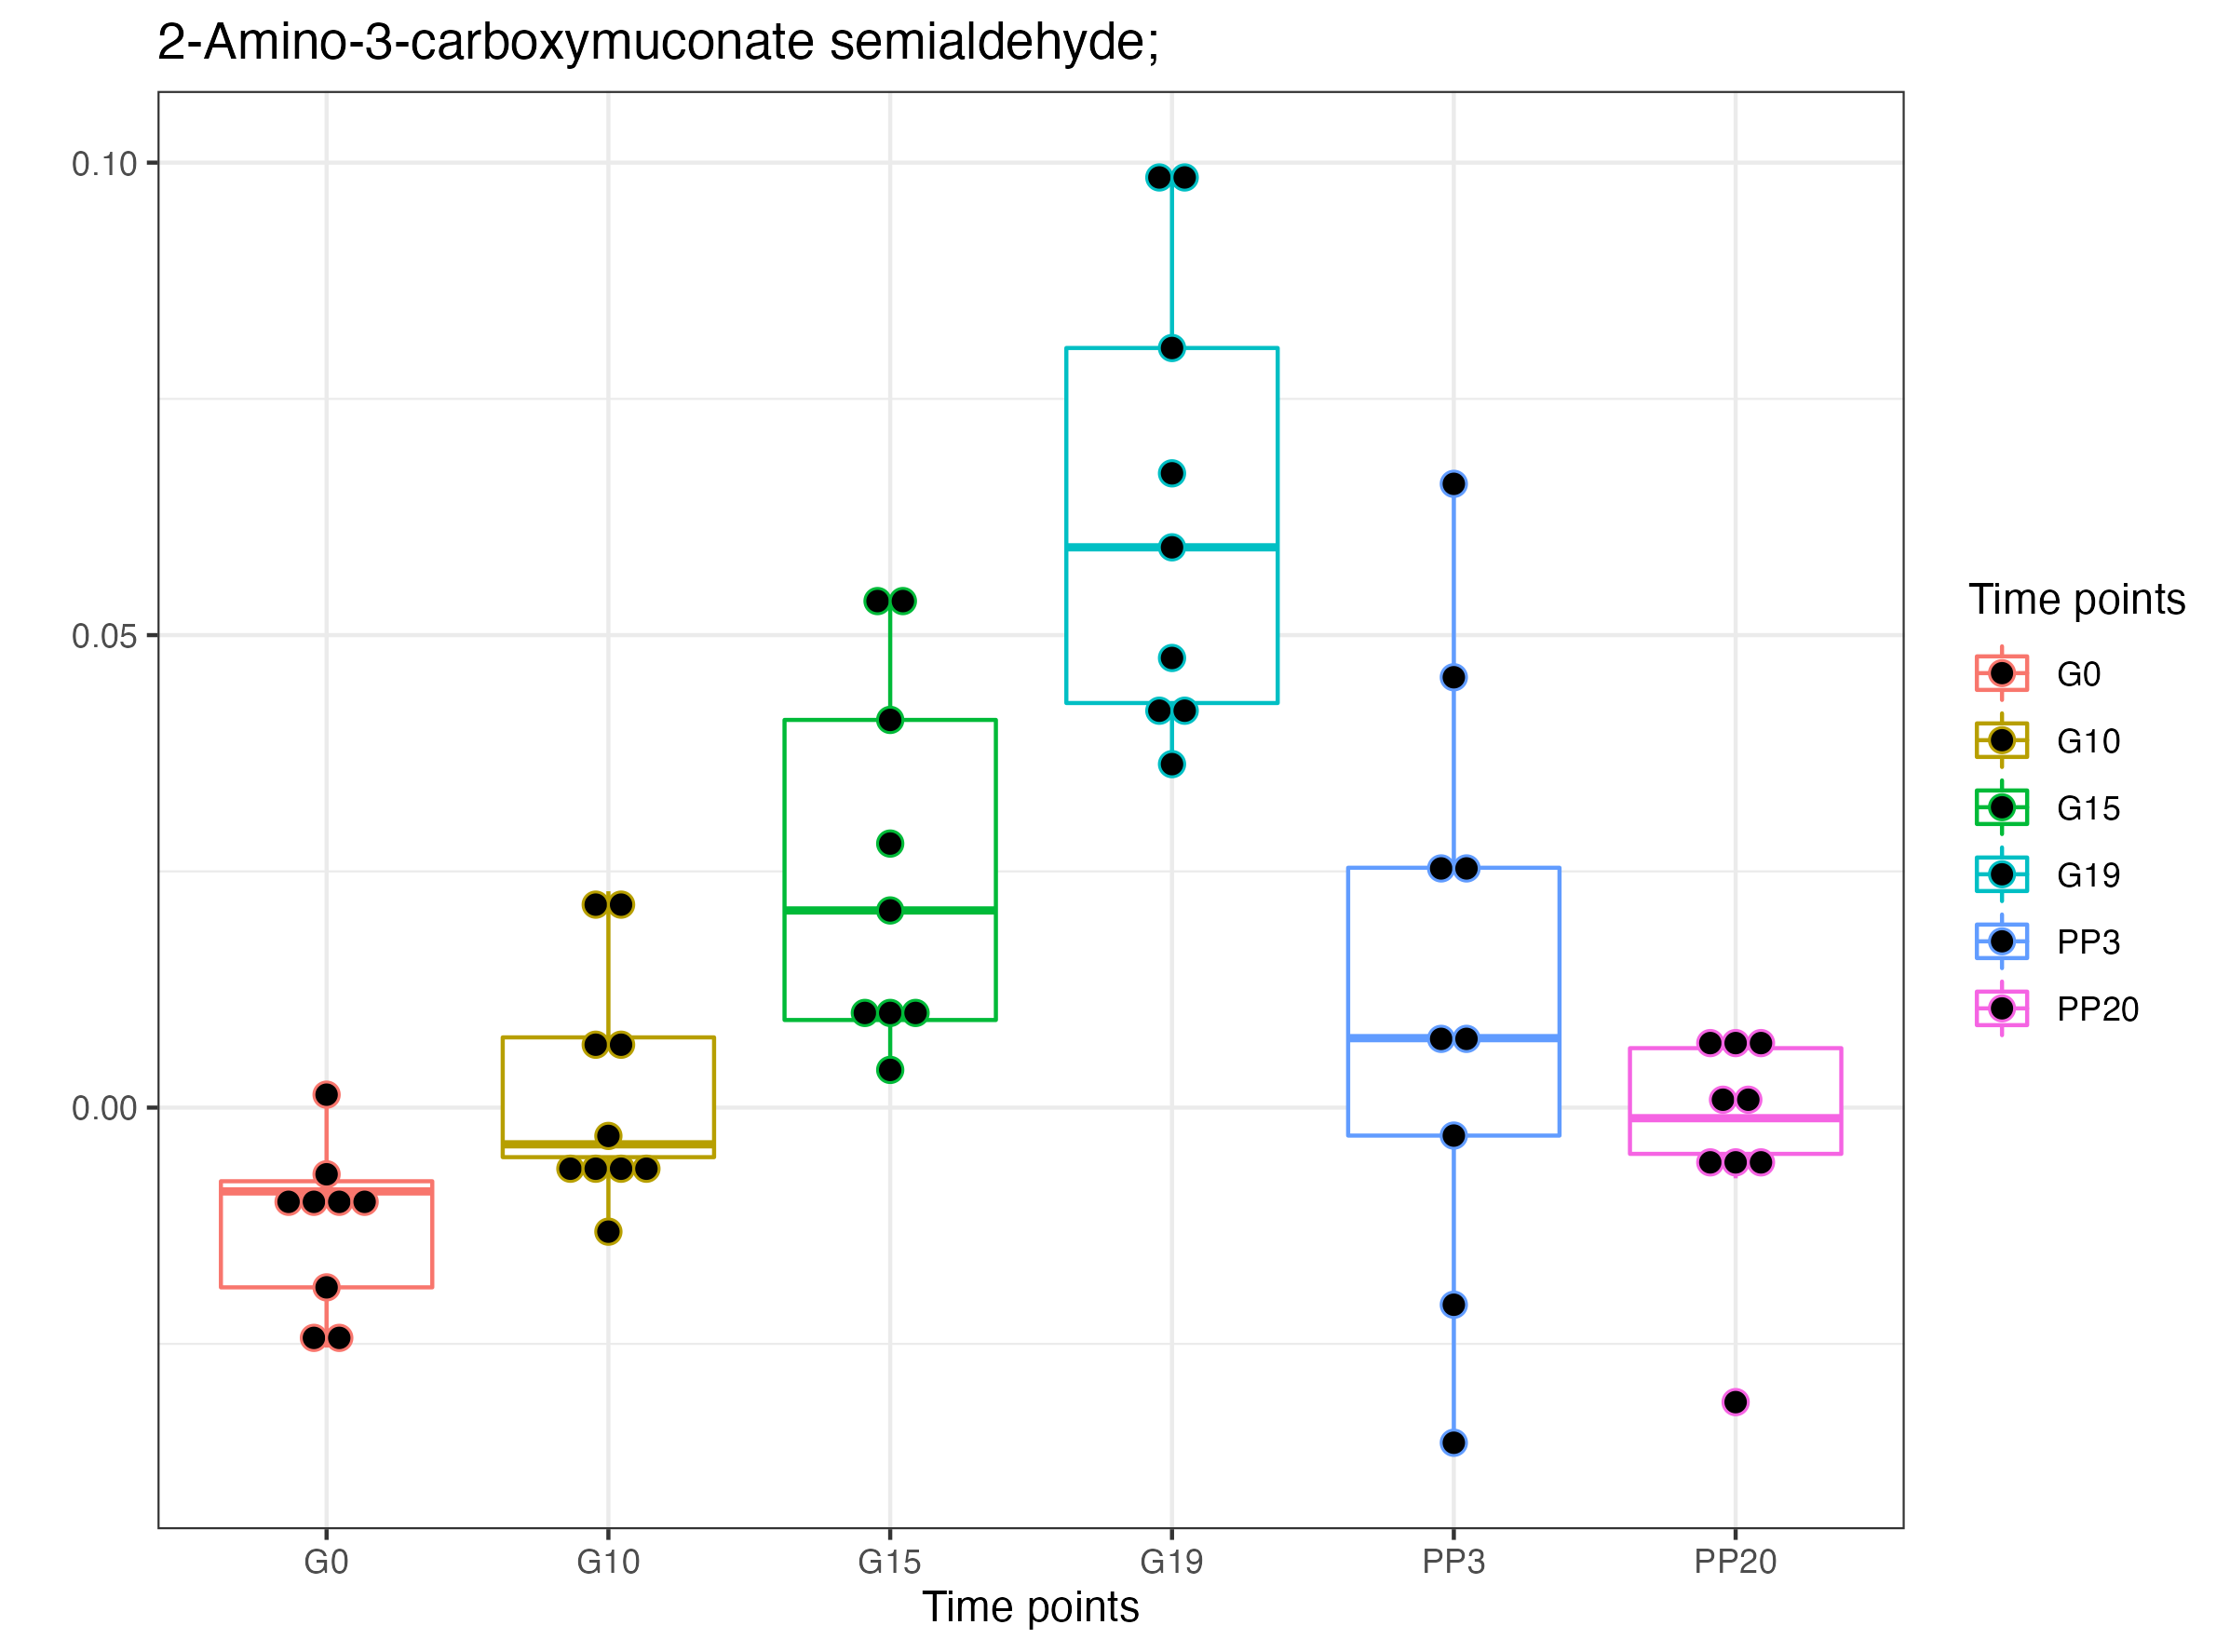 2-Amino-3-carboxymuconate semialdehyde;
0.10
0.05
0.00
G0 G10 G15 G19 PP3 PP20
Time points
Time points
G0
G10
G15
G19
PP3
PP20